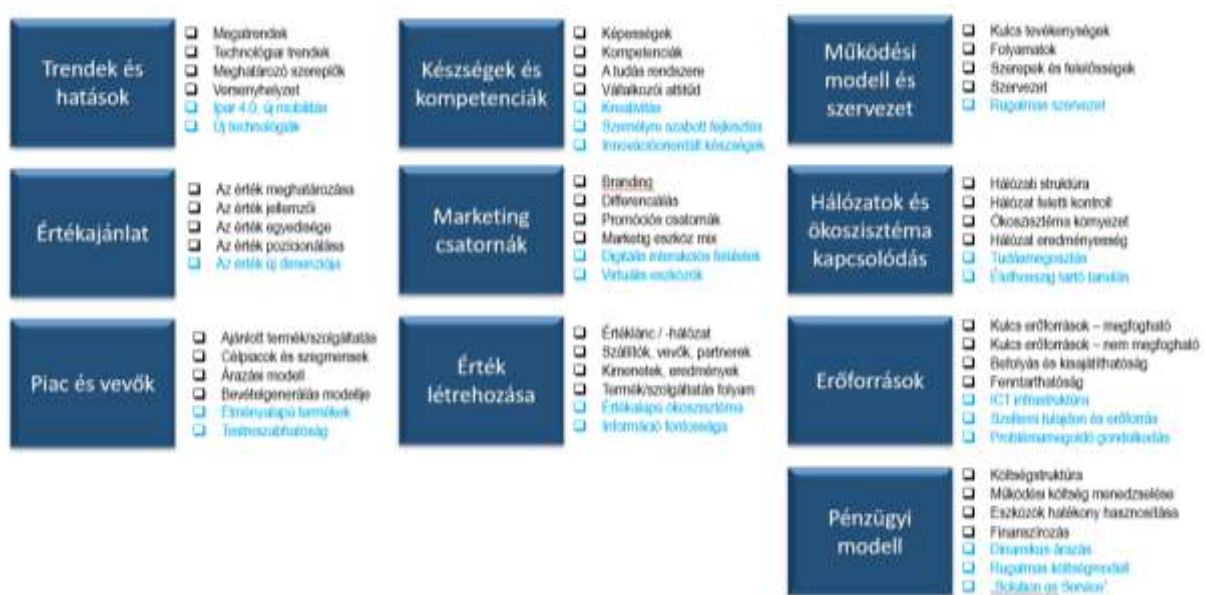 Trendek és
hatások
Megatrendek
Technológiai trendek
Meghatározó szereplők
Versenyhelyzet
Ipar 4.0, új mobilitás
Új technológiák
Értékajánlat
Az érték meghatározása
Az érték jellemzői
Az érték egyedisége
Az érték pozicionálása
Az érték új dimenziója
Piac és vevők
Ajánlott termék/szolgáltatás
Célpiacok és szegmensek
Árazási modell
Bevételgenerálás modellje
Élményalapú termékek
Testreszabhatóság
Készségek és
kompetenciák
Képességek
Kompetenciák
A tudás rendszere
Vállalkozói attitűd
Kreativitás
Személyre szabott fejlesztés
Innovációorientált készségek
Marketing
csatornák
Branding
Differenciálás
Promóciós csatornák
Marketig eszköz mix
Digitális interakciós felületek
Virtuális eszközök
Érték
létrehozása
Értéklánc / -hálózat
Szállítók, vevők, partnerek
Kimenetek, eredmények
Termék/szolgáltatás folyam
Értékalapú ökoszisztéma
Információ fontossága
Működési
modell és
szervezet
Kulcs tevékenységek
Folyamatok
Szerepek és felelősségek
Szervezet
Rugalmas szervezet
Hálózatok és
ökoszisztéma
kapcsolódás
Hálózati struktúra
Hálózat feletti kontroll
Ökoszisztéma környezet
Hálózat eredményesség
Tudásmegosztás
Élethosszig tartó tanulás
Erőforrások
Kulcs erőforrások – megfogható
Kulcs erőforrások – nem megfogható
Befolyás és kisajátíthatóság
Fenntarthatóság
ICT infrastruktúra
Szellemi tulajdon és erőforrás
Problémamegoldó gondolkodás
Pénzügyi
modell
Költségstruktúra
Működési költség menedzselése
Eszközök hatékony hasznosítása
Finanszírozás
Dinamikus árazás
Rugalmas költségmodell
„Solution as Service"